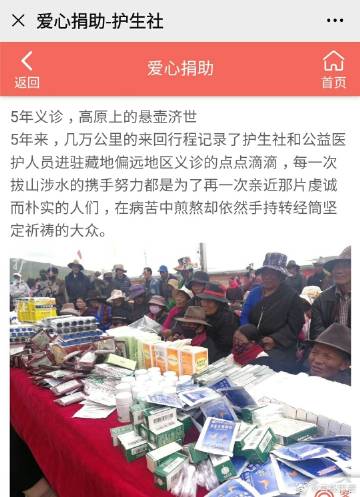 爱心捐助-护生社
返回
爱心捐助
首页
5年义诊，高原上的悬壶济世
5年来，几万公里的来回行程记录了护生社和公益医
护人员进驻藏地偏远地区义诊的点点滴滴，每一次
拔山涉水的携手努力都是为了再一次亲近那片虔诚
而朴实的人们，在病苦中煎熬却依然手持转经筒坚
定祈祷的大众。